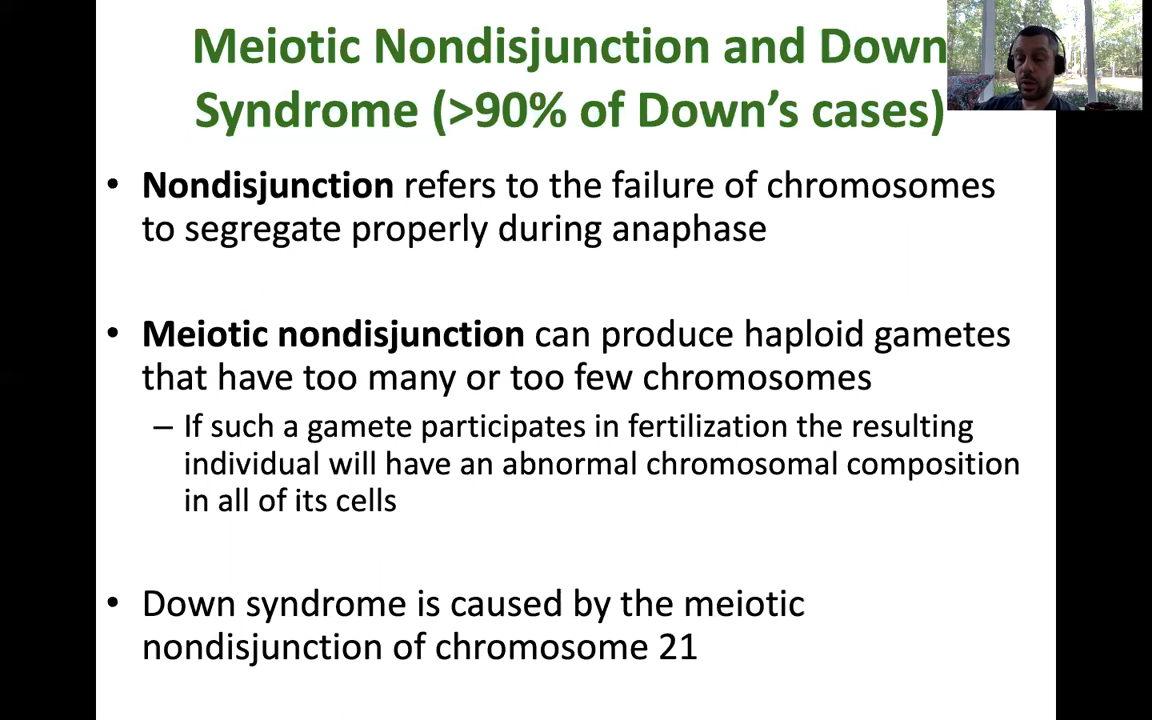 Meiotic Nondisjunction and Down
Syndrome (>90% of Down’s cases)
• Nondisjunction refers to the failure of chromosomes
to segregate properly during anaphase
• Meiotic nondisjunction can produce haploid gametes
that have too many or too few chromosomes
– If such a gamete participates in fertilization the resulting
individual will have an abnormal chromosomal composition
in all of its cells
• Down syndrome is caused by the meiotic
nondisjunction of chromosome 21